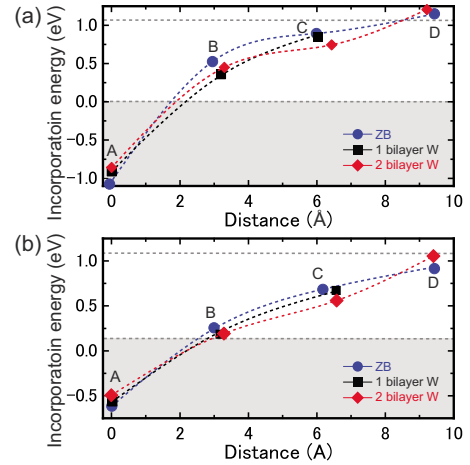 (a)
Incorporatoin energy (eV)
1.0
0.5
0.0
−0.5
−1.0
A
B
C
D
ZB
1 bilayer W
2 bilayer W
0 2 4 6 8 10
Distance (Å)
(b)
Incorporatoin energy (eV)
1.0
0.5
0.0
−0.5
A
B
C
D
ZB
1 bilayer W
2 bilayer W
0 2 4 6 8 10
Distance (A)